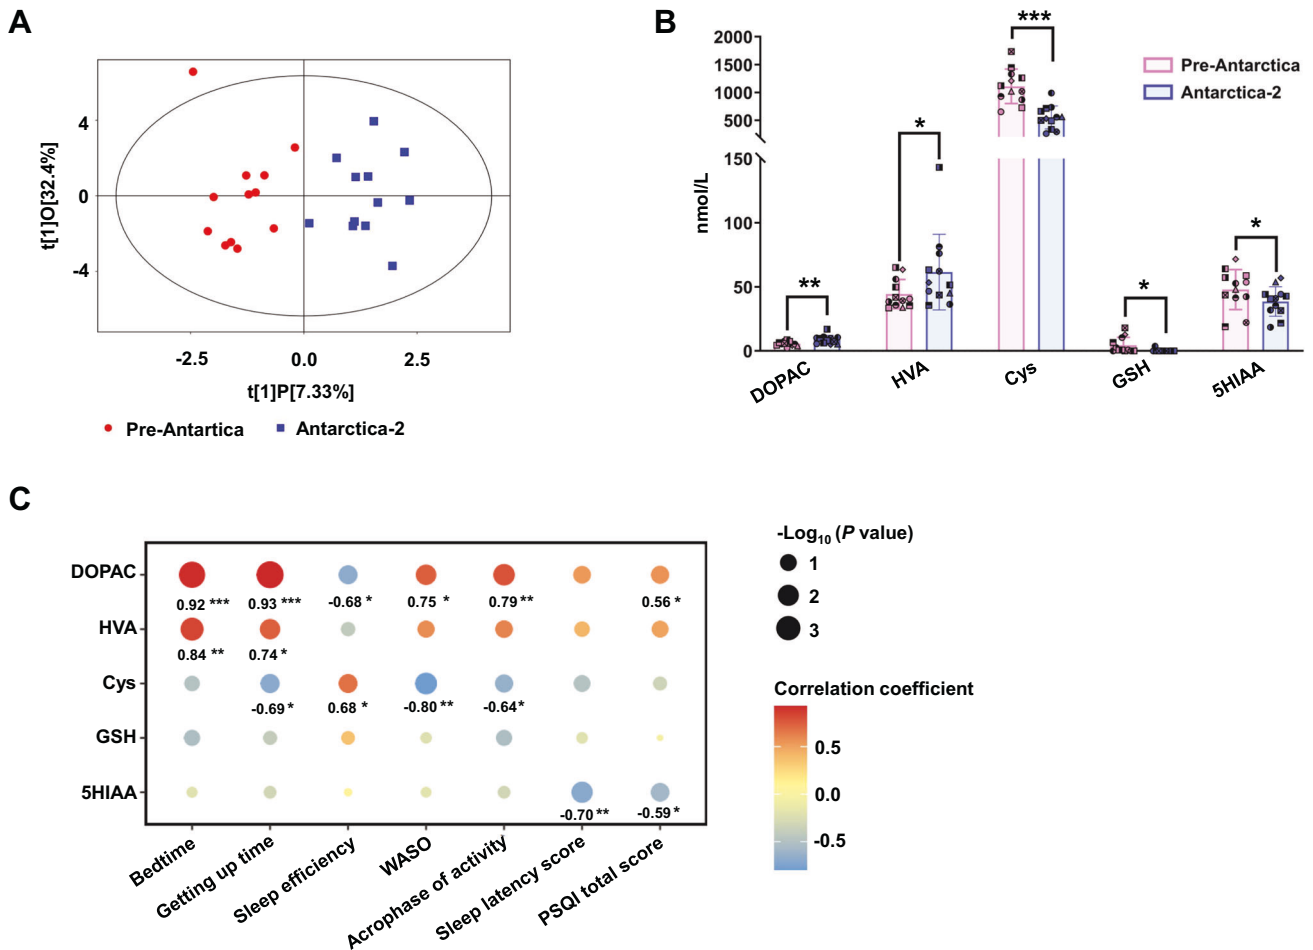 A
t[1]O[32.4%]
4
0
-4
-2.5 0.0 2.5
t[1]P[7.33%]
Pre-Antartica Antarctica-2
B
nmol/L
2000
1500
1000
500
150
100
50
0
** * *** * *
DOPAC HVA Cys GSH 5HIAA
Pre-Antarctica
Antarctica-2
C
DOPAC
0.92 *** 0.93 *** -0.68 * 0.75 * 0.79 ** 0.56 *
HVA
0.84 ** 0.74 *
Cys
-0.69 * 0.68 * -0.80 ** -0.64 *
GSH
5HIAA
-0.70 ** -0.59 *
Bedtime Getting up time Sleep efficiency WASO Acrophase of activity Sleep latency score PSQI total score
-Log10 (P value)
1
2
3
Correlation coefficient
0.5
0.0
-0.5